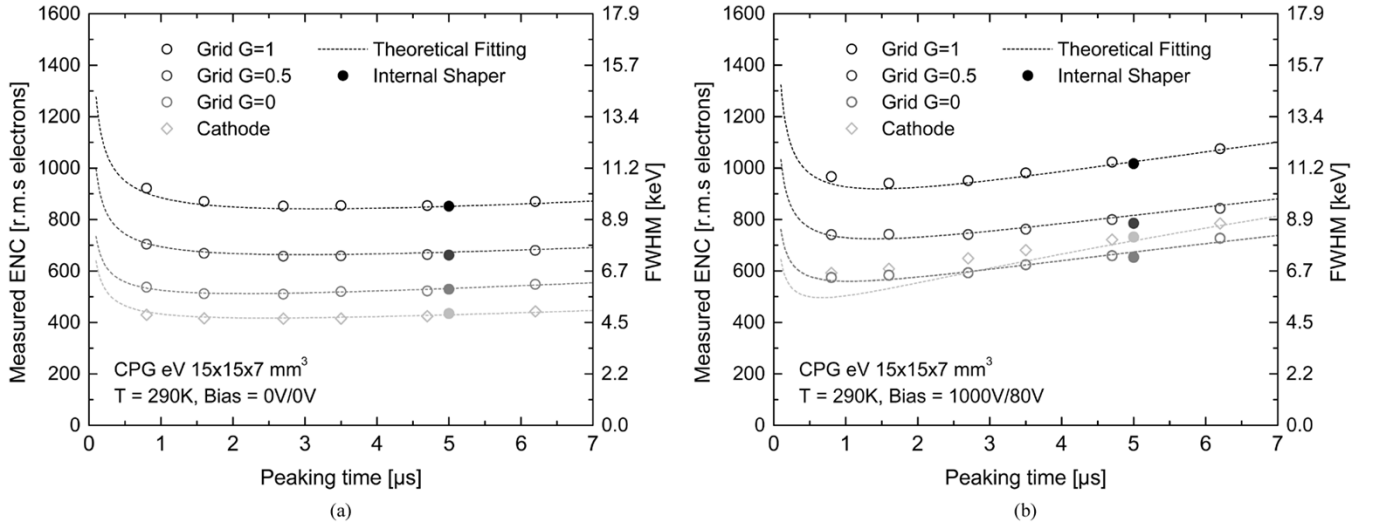 1600
1400
1200
1000
800
600
400
200
0
Measured ENC [r.m.s electrons]
Grid G=1
Grid G=0.5
Grid G=0
Cathode
Theoretical Fitting
Internal Shaper
CPG eV 15x15x7 mm³
T = 290K, Bias = 0V/0V
17.9
15.7
13.4
11.2
8.9
6.7
4.5
2.2
0.0
FWHM [keV]
0 1 2 3 4 5 6 7
Peaking time [µs]
(a)
1600
1400
1200
1000
800
600
400
200
0
Measured ENC [r.m.s electrons]
Grid G=1
Grid G=0.5
Grid G=0
Cathode
Theoretical Fitting
Internal Shaper
CPG eV 15x15x7 mm³
T = 290K, Bias = 1000V/80V
17.9
15.7
13.4
11.2
8.9
6.7
4.5
2.2
0.0
FWHM [keV]
0 1 2 3 4 5 6 7
Peaking time [µs]
(b)